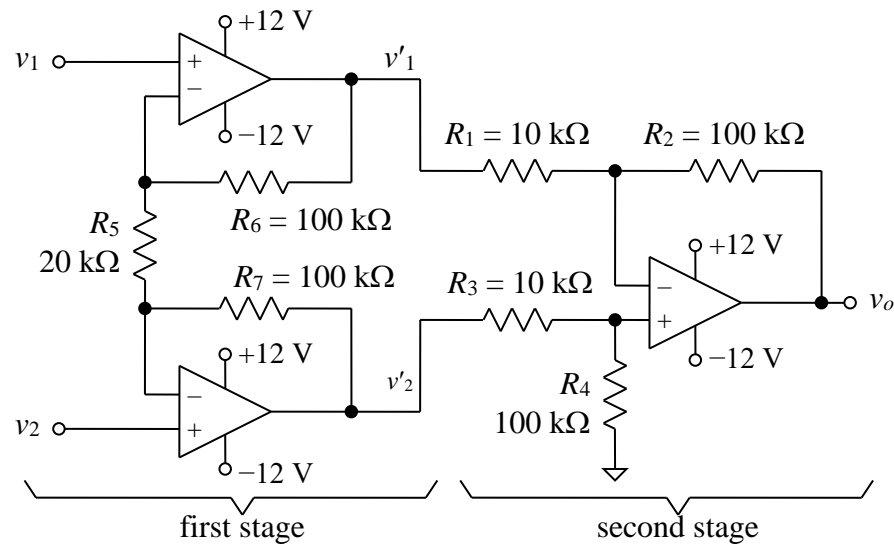 +12 V
v1
+
−
−12 V
v′1
R1 = 10 kΩ
R2 = 100 kΩ
R6 = 100 kΩ
R5
20 kΩ
R7 = 100 kΩ
R3 = 10 kΩ
+12 V
−
+
−12 V
vo
+12 V
−
+
−12 V
v2
v′2
R4
100 kΩ
first stage
second stage